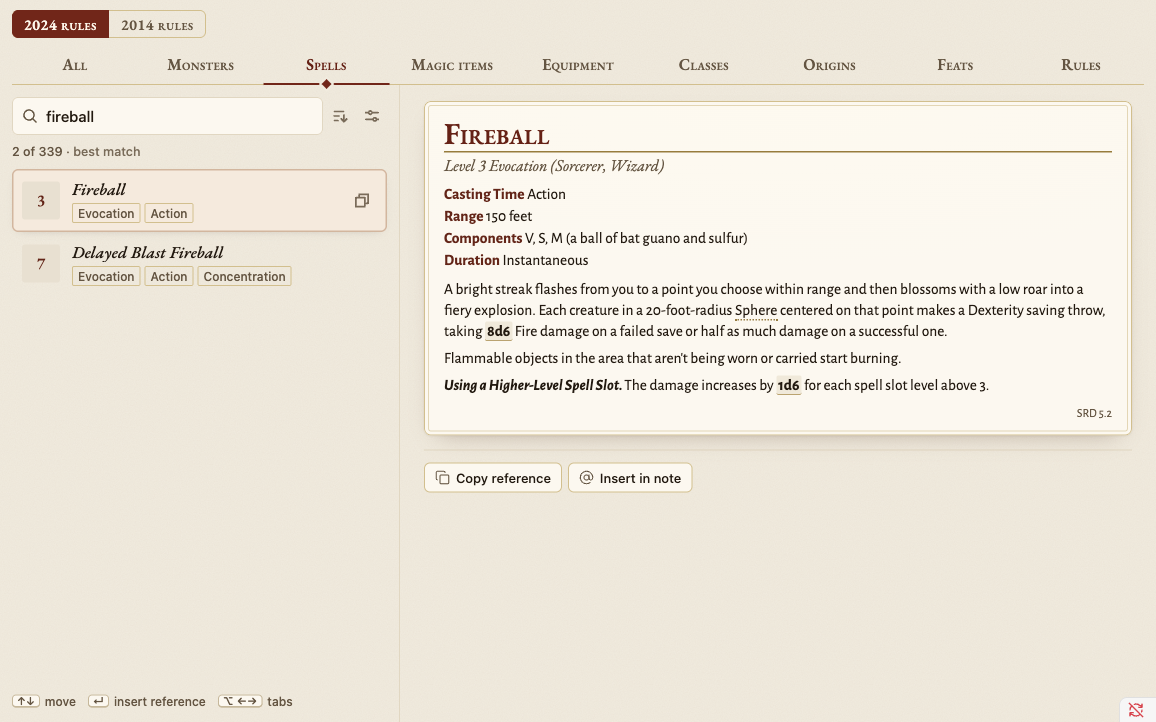 2024 RULES 2014 RULES
ALL MONSTERS SPELLS MAGIC ITEMS EQUIPMENT CLASSES ORIGINS FEATS RULES
fireball
2 of 339 · best match
3
Fireball
Evocation Action
7
Delayed Blast Fireball
Evocation Action Concentration
FIREBALL
Level 3 Evocation (Sorcerer, Wizard)
Casting Time Action
Range 150 feet
Components V, S, M (a ball of bat guano and sulfur)
Duration Instantaneous
A bright streak flashes from you to a point you choose within range and then blossoms with a low roar into a
fiery explosion. Each creature in a 20-foot-radius Sphere centered on that point makes a Dexterity saving throw,
taking 8d6 Fire damage on a failed save or half as much damage on a successful one.
Flammable objects in the area that aren't being worn or carried start burning.
Using a Higher-Level Spell Slot. The damage increases by 1d6 for each spell slot level above 3.
SRD 5.2
Copy reference @ Insert in note
↑↓ move ↵ insert reference ⌥ ←→ tabs